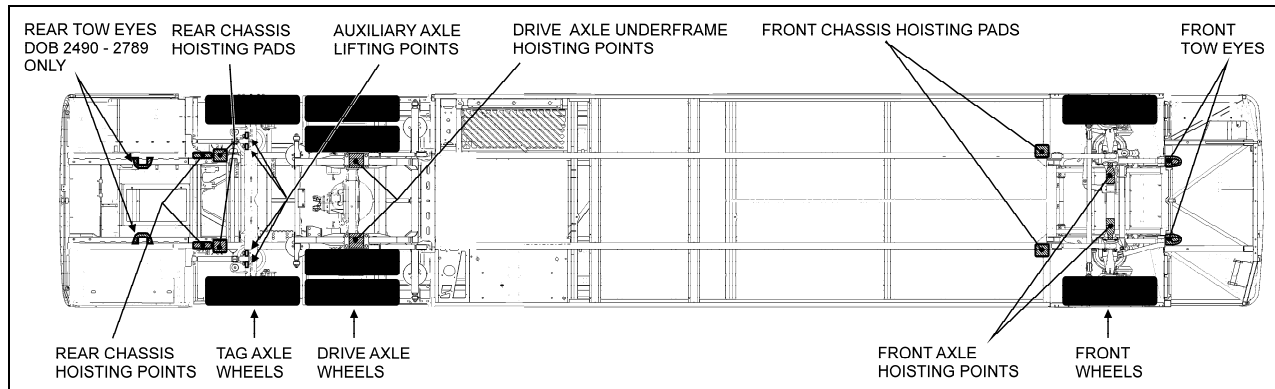 REAR TOW EYES
DOB 2490 - 2789
ONLY
REAR CHASSIS
HOISTING PADS
AUXILIARY AXLE
LIFTING POINTS
DRIVE AXLE UNDERFRAME
HOISTING POINTS
FRONT CHASSIS HOISTING PADS
FRONT
TOW EYES
REAR CHASSIS
HOISTING POINTS
TAG AXLE
WHEELS
DRIVE AXLE
WHEELS
FRONT AXLE
HOISTING POINTS
FRONT
WHEELS